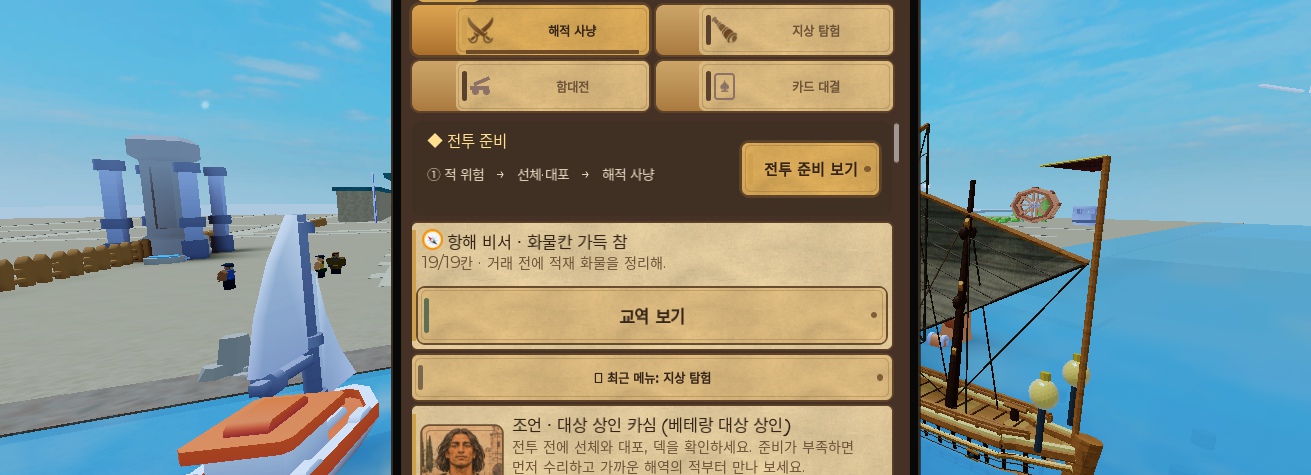 해적 사냥
지상 탐험
함대전
카드 대결
◆ 전투 준비
① 적 위험 → 선체·대포 → 해적 사냥
전투 준비 보기
항해 비서 · 화물칸 가득 참
19/19칸 · 거래 전에 적재 화물을 정리해.
교역 보기
최근 메뉴: 지상 탐험
조언 · 대상 상인 카심 (베테랑 대상 상인)
전투 전에 선체와 대포, 덱을 확인하세요. 준비가 부족하면
먼저 수리하고 가까운 해역의 적부터 만나 보세요.